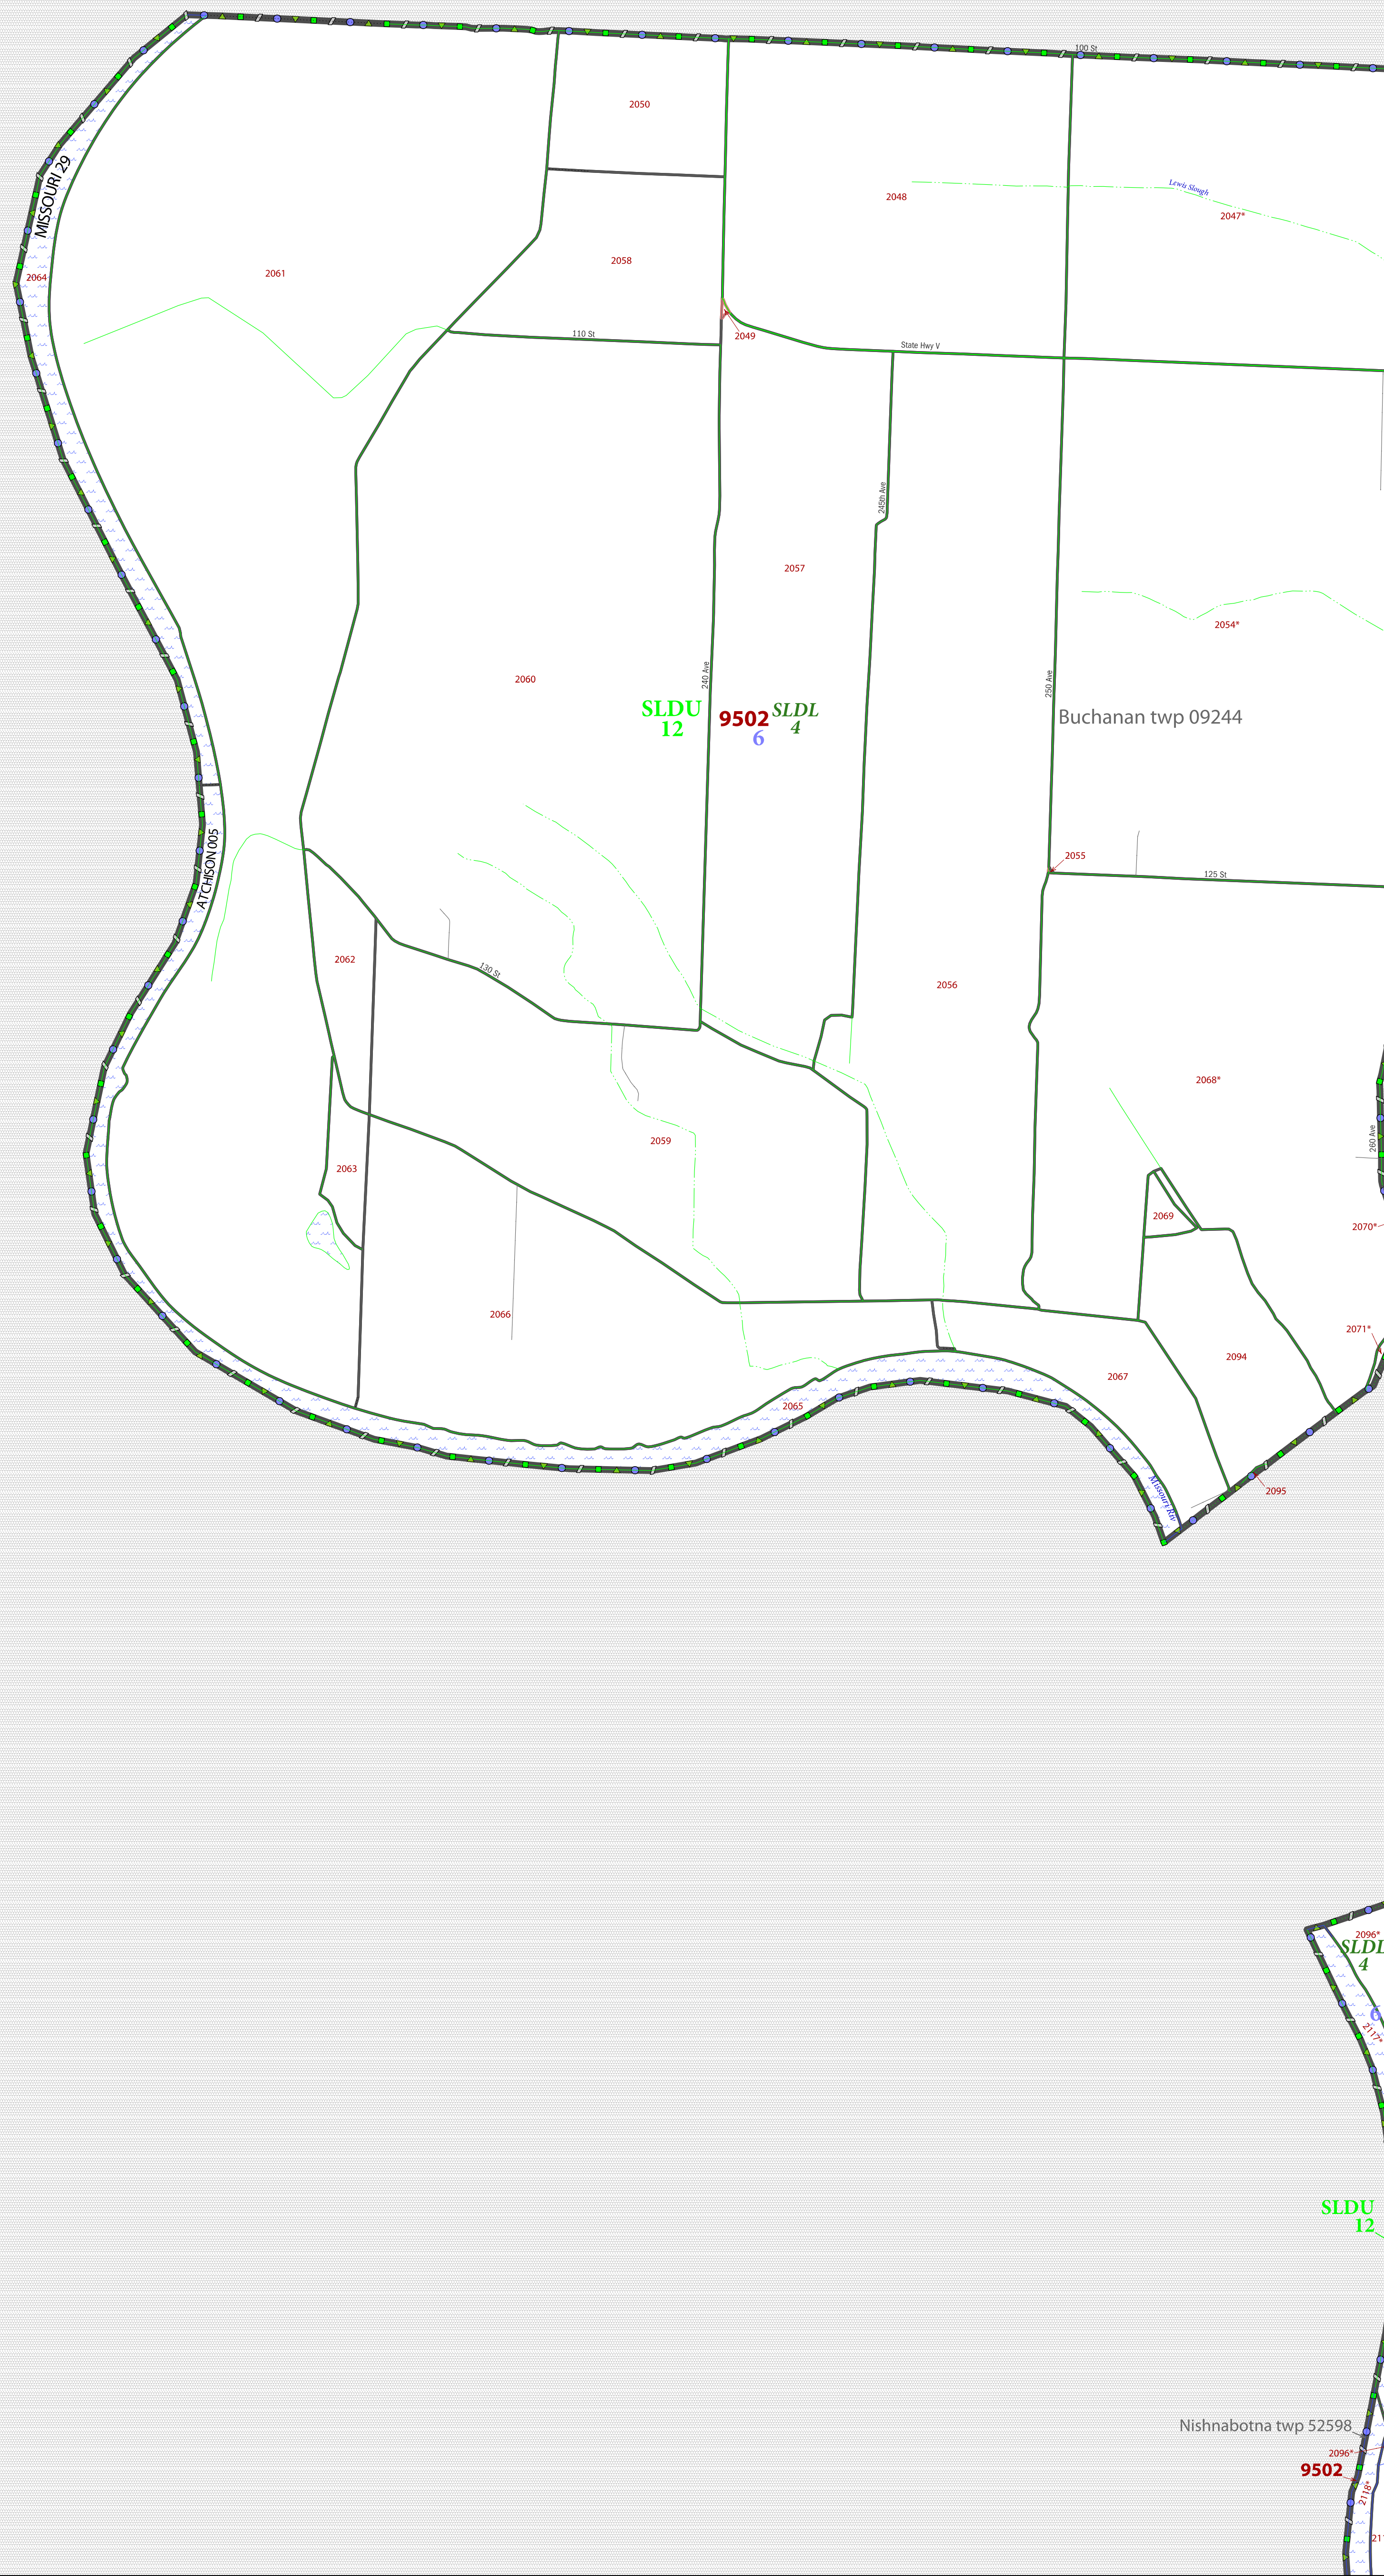 100 St
2050
MISSOURI 29
Lewis Slough
2048
2047*
2058
2061
2064
110 St
2049
State Hwy V
245th Ave
2057
2054*
240 Ave
2060
250 Ave
SLDU
12
9502
6
SLDL
4
Buchanan twp 09244
ATCHISON 005
2055
125 St
2062
130 St
2056
2068*
2059
260 Ave
2063
2069
2070*
2066
2071*
2094
2067
2065
Missouri Riv
2095
2096*
SLDL
4
6
2117*
SLDU
12
Nishnabotna twp 52598
2096*
9502
2118*